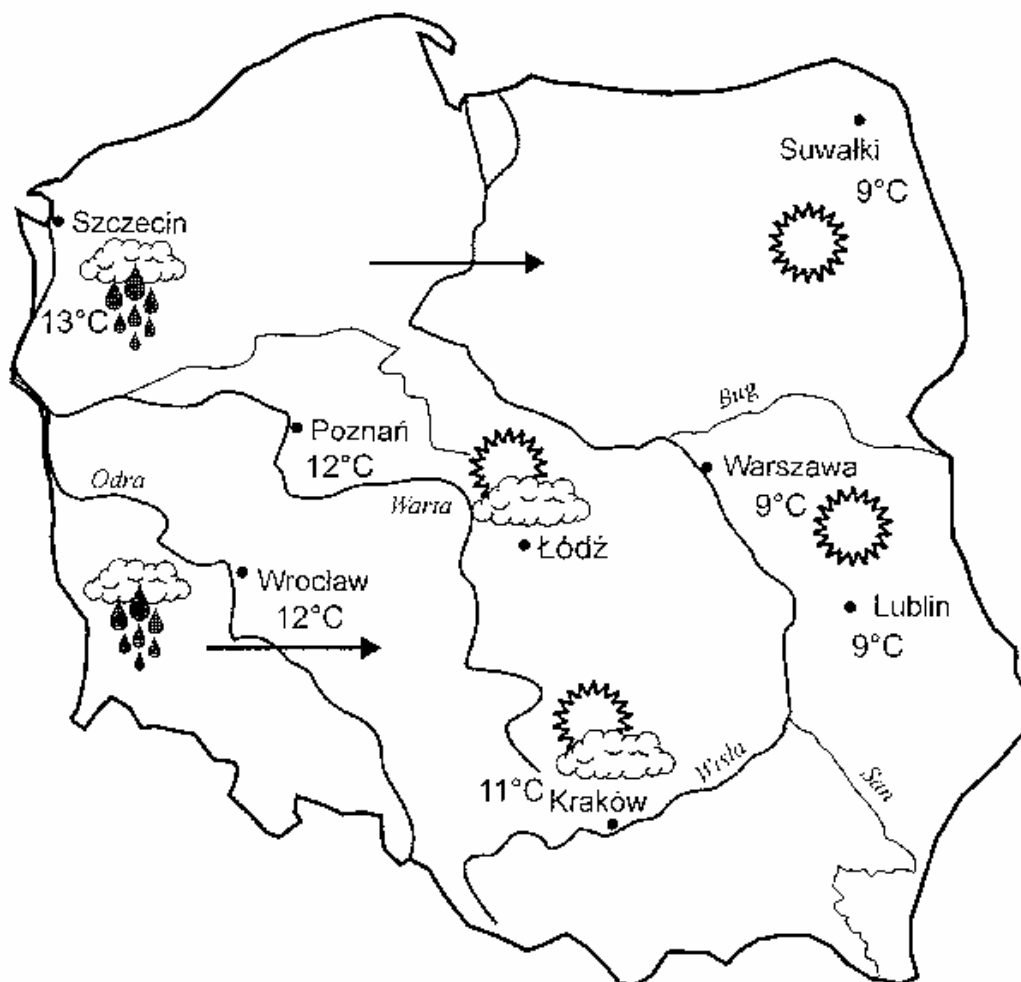 Suwałki
9°C
Szczecin
13°C
Bug
Poznań
12°C
Warszawa
9°C
Odra
Warta
Łódź
Wrocław
12°C
Lublin
9°C
Wisła
San
11°C
Kraków